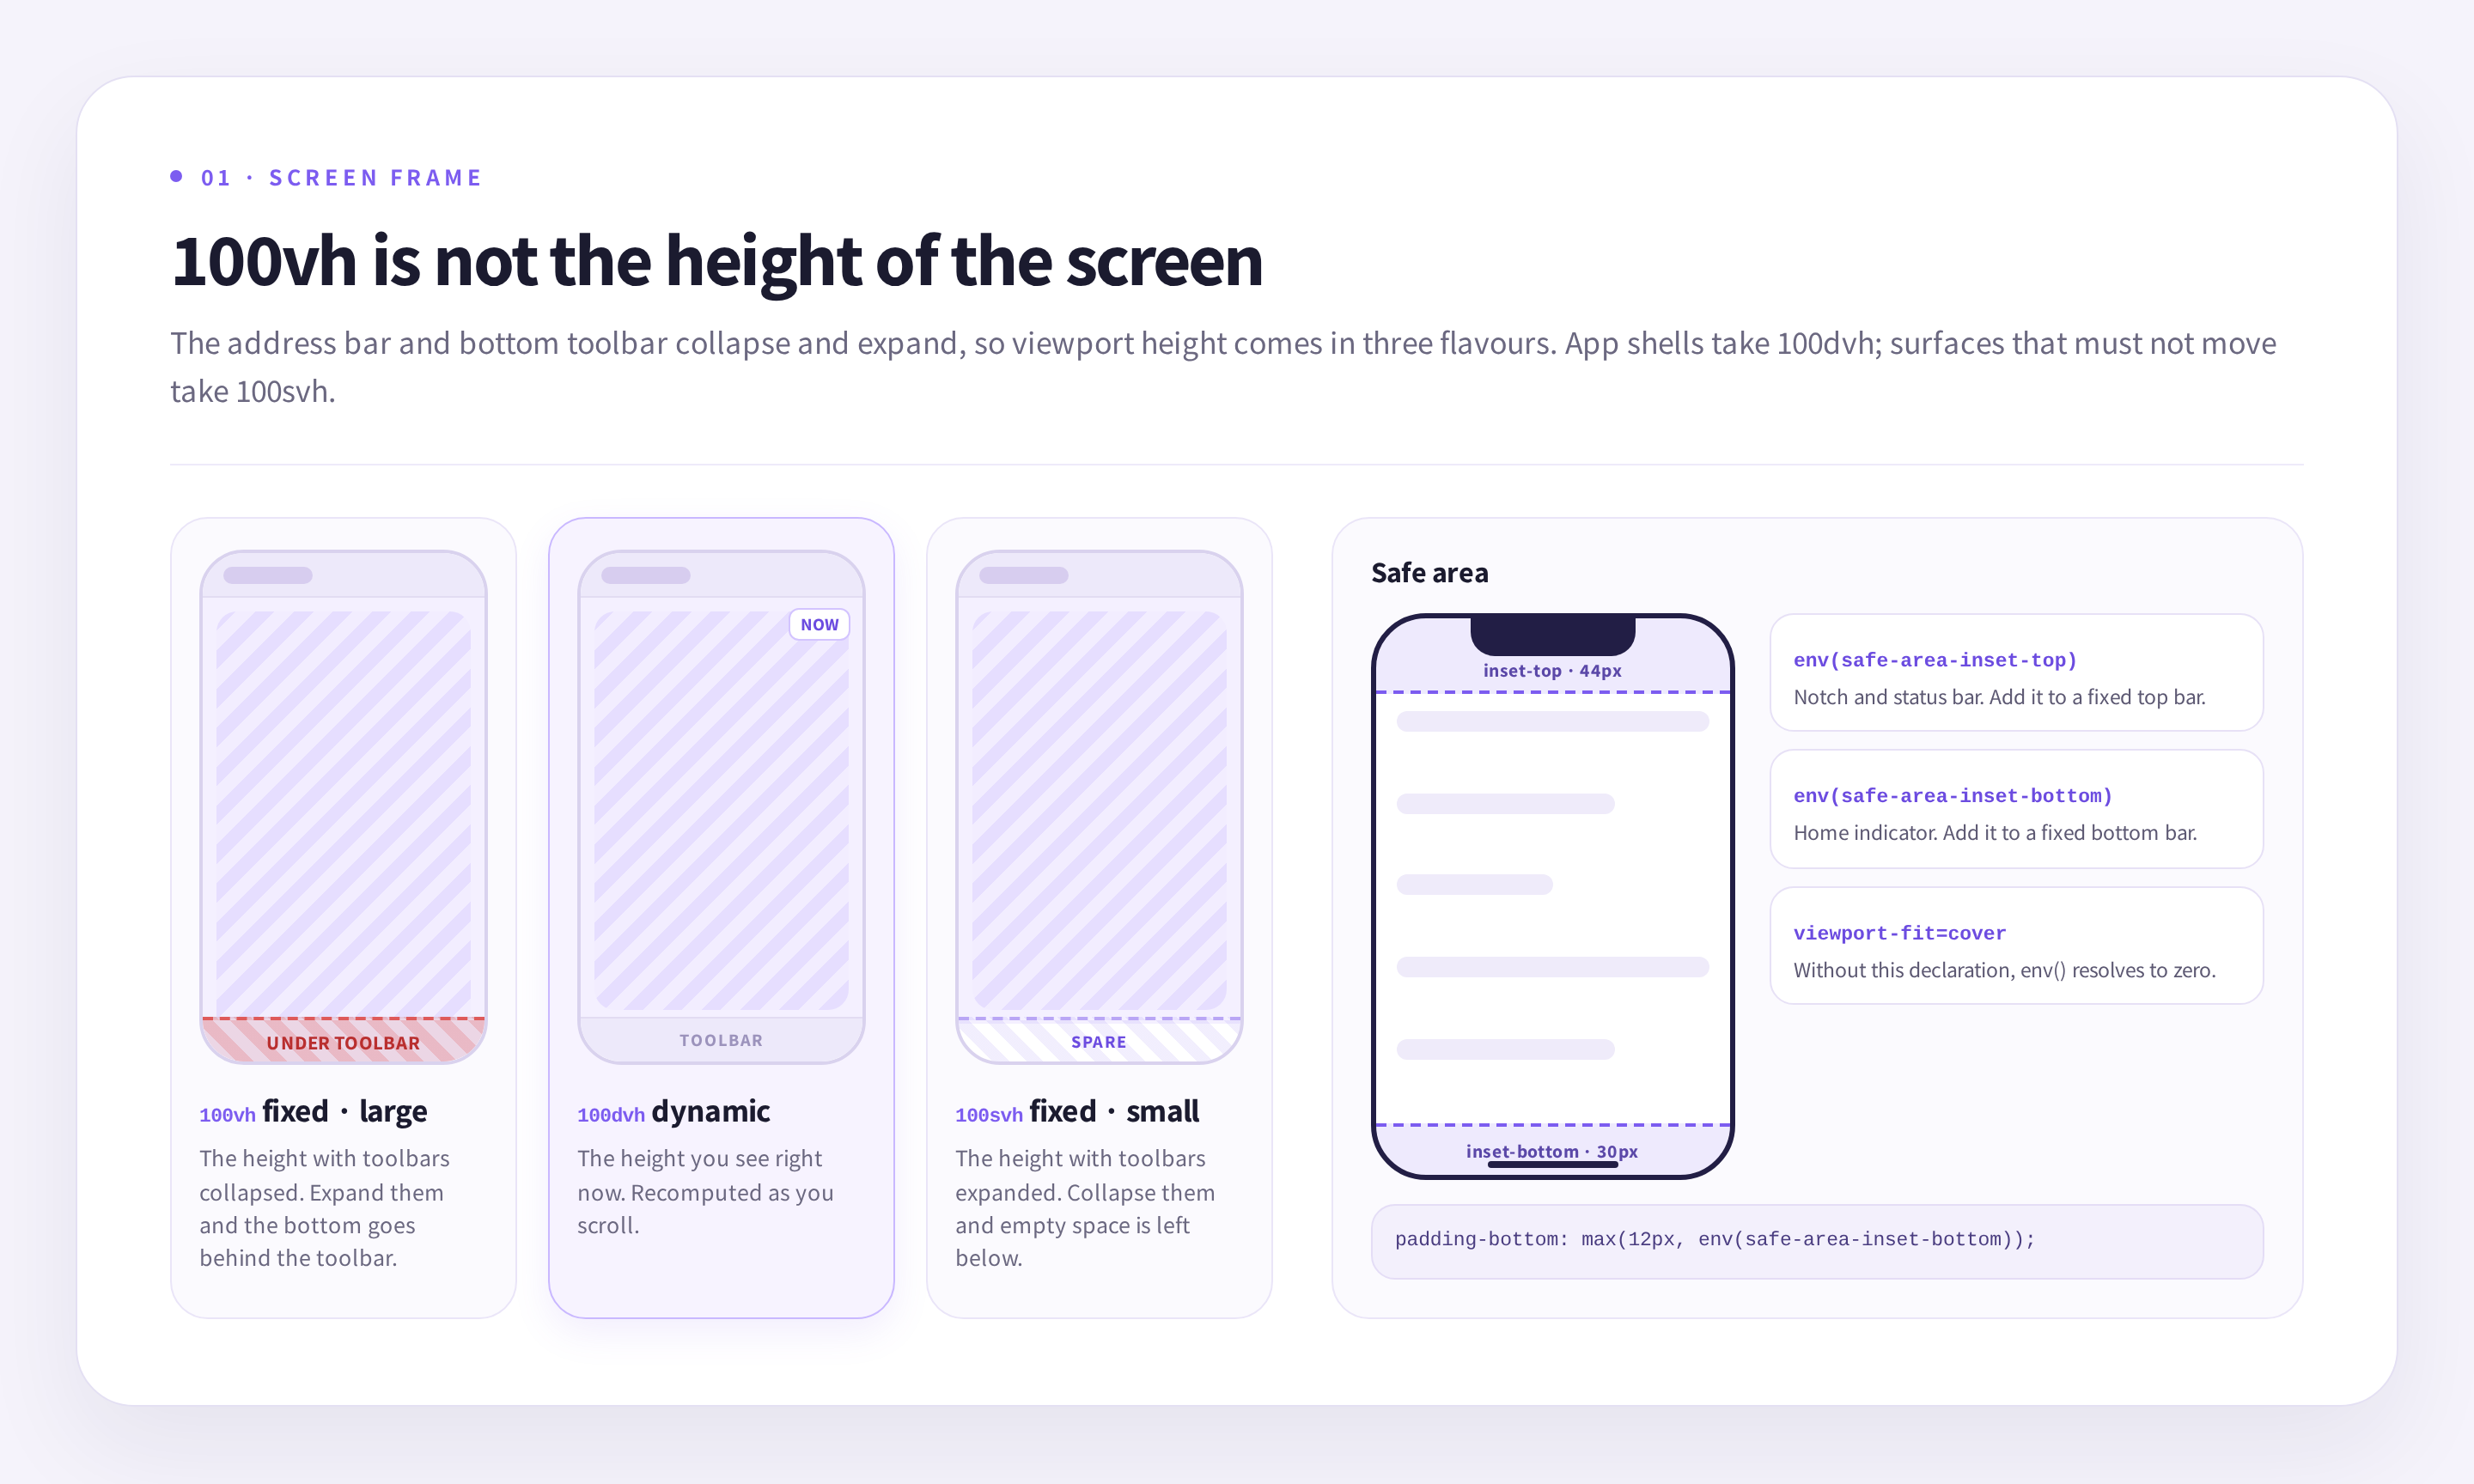 01 · SCREEN FRAME
100vh is not the height of the screen
The address bar and bottom toolbar collapse and expand, so viewport height comes in three flavours. App shells take 100dvh; surfaces that must not move
take 100svh.
UNDER TOOLBAR
100vh fixed · large
The height with toolbars
collapsed. Expand them
and the bottom goes
behind the toolbar.
NOW
TOOLBAR
100dvh dynamic
The height you see right
now. Recomputed as you
scroll.
SPARE
100svh fixed · small
The height with toolbars
expanded. Collapse them
and empty space is left
below.
Safe area
inset-top · 44px
inset-bottom · 30px
env(safe-area-inset-top)
Notch and status bar. Add it to a fixed top bar.
env(safe-area-inset-bottom)
Home indicator. Add it to a fixed bottom bar.
viewport-fit=cover
Without this declaration, env() resolves to zero.
padding-bottom: max(12px, env(safe-area-inset-bottom));